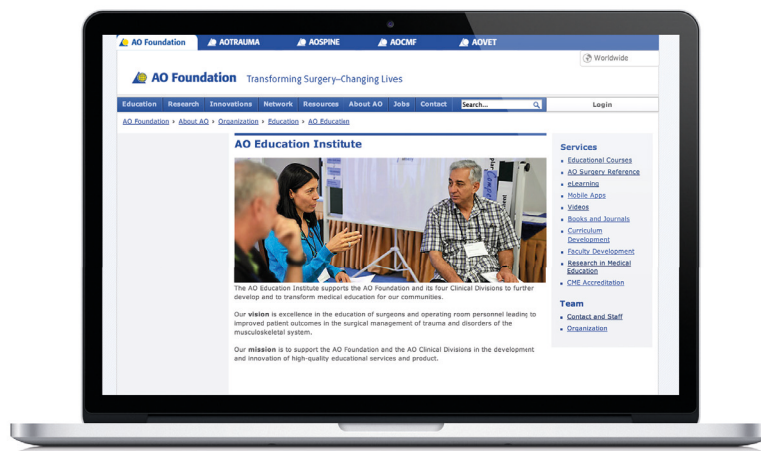 AO Foundation
AOTRAUMA
AOSPINE
AOCMF
AOVET
Worldwide
AO Foundation Transforming Surgery–Changing Lives
Education Research Innovations Network Resources About AO Jobs Contact Search... Login
AO Foundation › About AO › Organization › Education › AO Education
AO Education Institute
The AO Education Institute supports the AO Foundation and its four Clinical Divisions to further
develop and to transform medical education for our communities.
Our vision is excellence in the education of surgeons and operating room personnel leading to
improved patient outcomes in the surgical management of trauma and disorders of the
musculoskeletal system.
Our mission is to support the AO Foundation and the AO Clinical Divisions in the development
and innovation of high-quality educational services and product.
Services
Educational Courses
AO Surgery Reference
eLearning
Mobile Apps
Videos
Books and Journals
Curriculum
Development
Faculty Development
Research in Medical
Education
CME Accreditation
Team
Contact and Staff
Organization